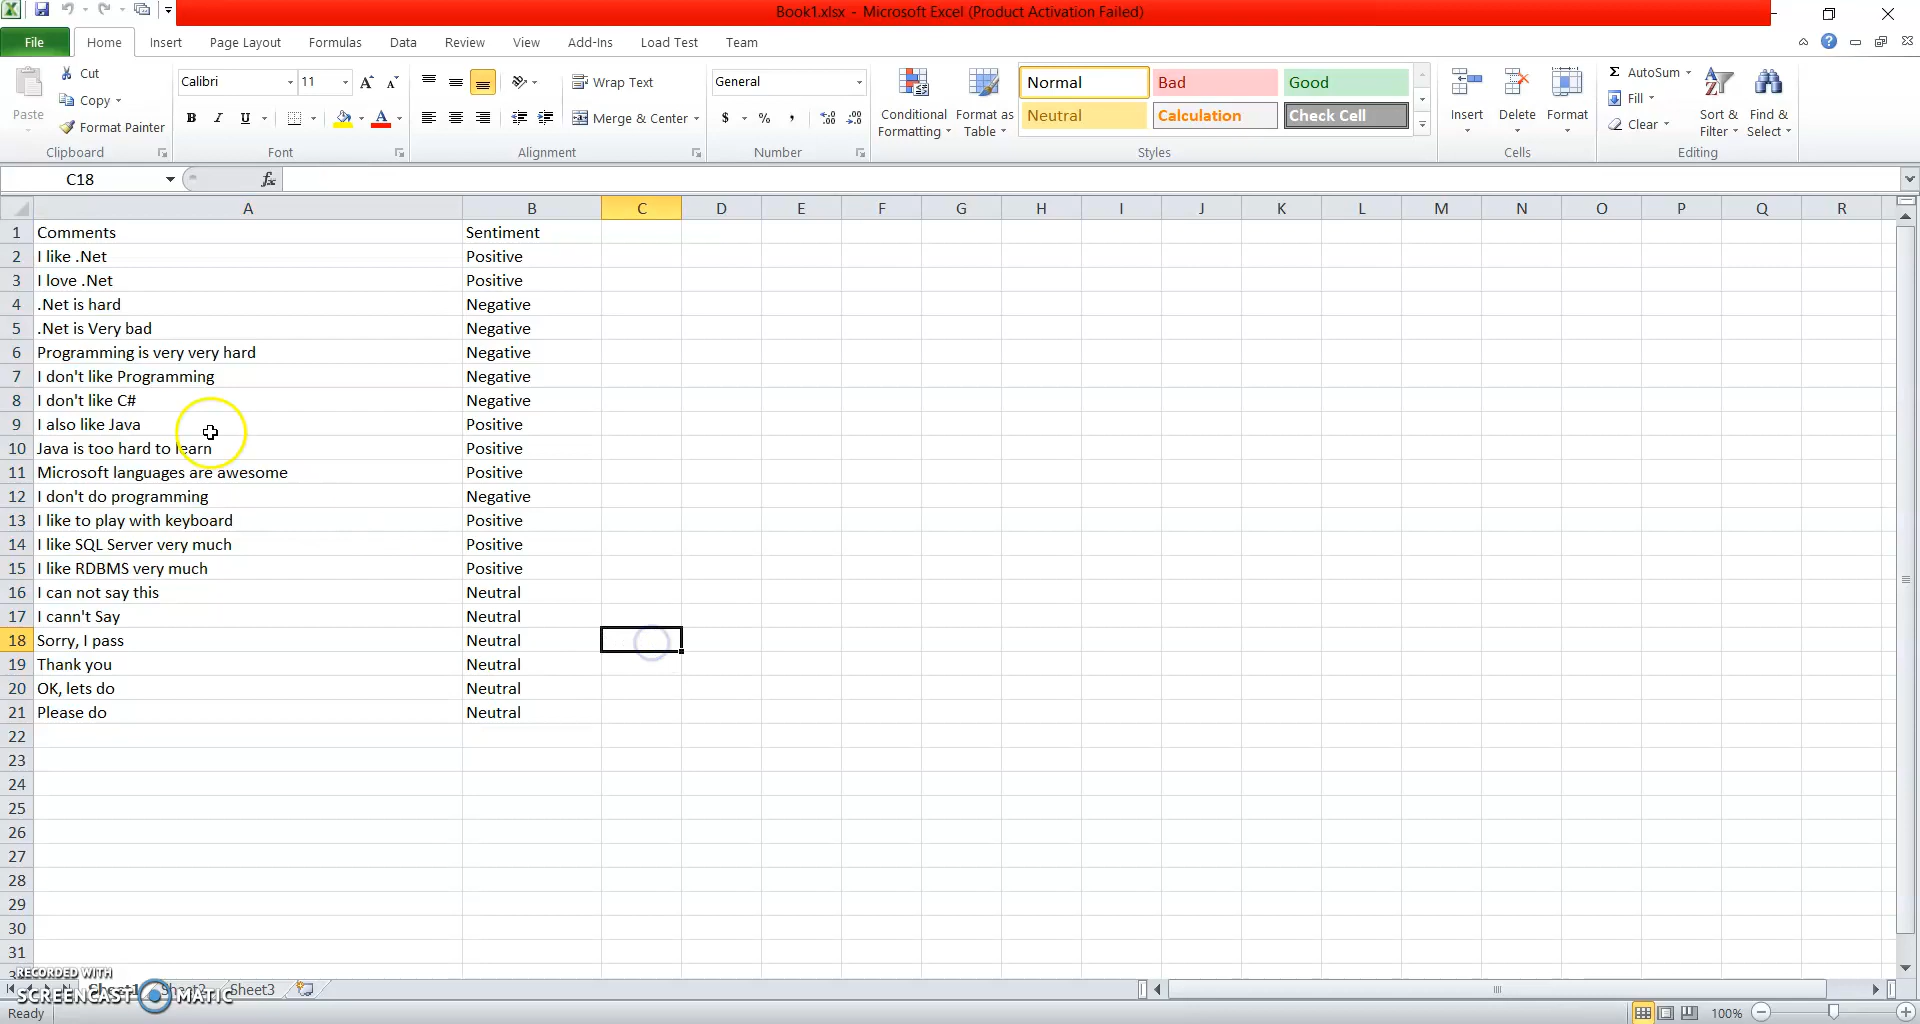 Book1.xlsx - Microsoft Excel (Product Activation Failed)
File Home Insert Page Layout Formulas Data Review View Add-Ins Load Test Team
Paste
Cut
Copy
Format Painter
Clipboard
Calibri 11
B I U
Font
Wrap Text
Merge & Center
Alignment
General
$ % ,
Number
Conditional Formatting
Format as Table
Normal Bad Good
Neutral Calculation Check Cell
Styles
Insert Delete Format
Cells
AutoSum
Fill
Clear
Sort & Filter
Find & Select
Editing
C18 fx
A B C D E F G H I J K L M N O P Q R
1 Comments Sentiment
2 I like .Net Positive
3 I love .Net Positive
4 .Net is hard Negative
5 .Net is Very bad Negative
6 Programming is very very hard Negative
7 I don't like Programming Negative
8 I don't like C# Negative
9 I also like Java Positive
10 Java is too hard to learn Positive
11 Microsoft languages are awesome Positive
12 I don't do programming Negative
13 I like to play with keyboard Positive
14 I like SQL Server very much Positive
15 I like RDBMS very much Positive
16 I can not say this Neutral
17 I cann't Say Neutral
18 Sorry, I pass Neutral
19 Thank you Neutral
20 OK, lets do Neutral
21 Please do Neutral
22
23
24
25
26
27
28
29
30
31
RECORDED WITH
SCREENCAST MATIC
Sheet1 Sheet2 Sheet3
Ready 100%